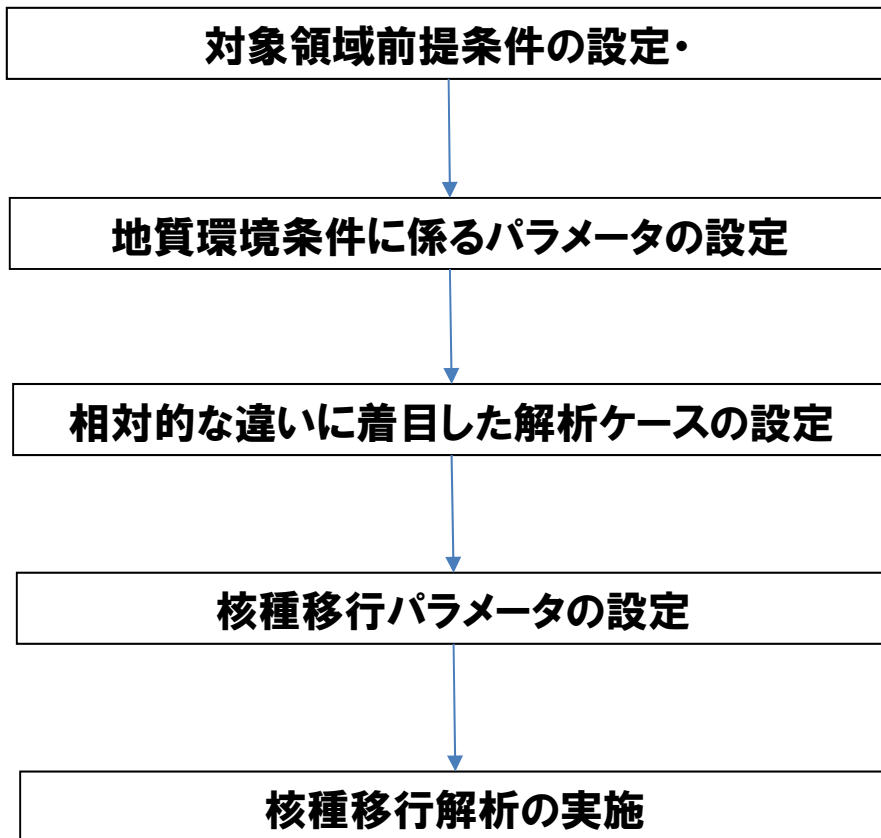 対象領域前提条件の設定・
地質環境条件に係るパラメータの設定
相対的な違いに着目した解析ケースの設定
核種移行パラメータの設定
核種移行解析の実施